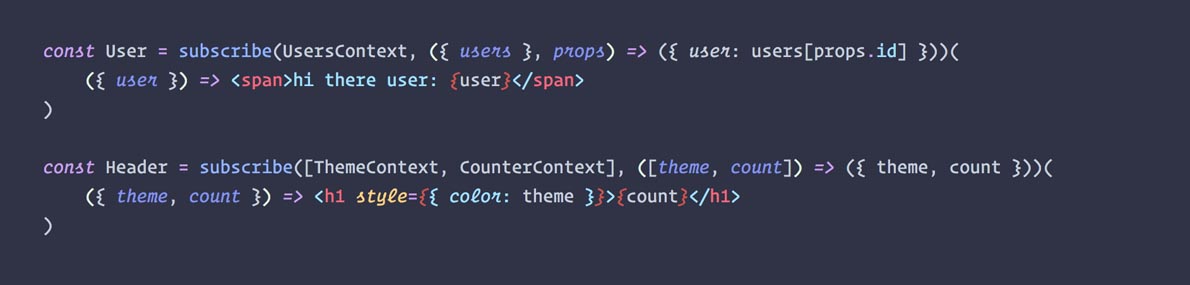 const User = subscribe(UsersContext, ({ users }, props) => ({ user: users[props.id] }))(
    ({ user }) => <span>hi there user: {user}</span>
)
const Header = subscribe([ThemeContext, CounterContext], ([theme, count]) => ({ theme, count }))(
    ({ theme, count }) => <h1 style={{ color: theme }}>{count}</h1>
)